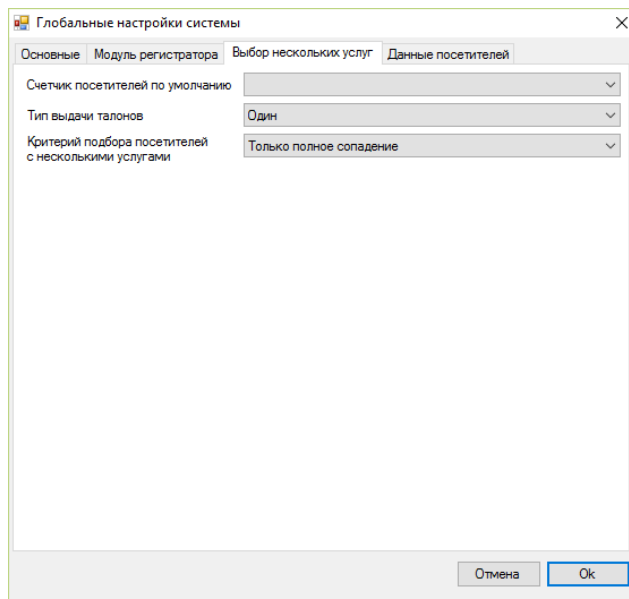 Глобальные настройки системы
Основные Модуль регистратора Выбор нескольких услуг Данные посетителей
Счетчик посетителей по умолчанию
Тип выдачи талонов Один
Критерий подбора посетителей
с несколькими услугами Только полное сопадение
Отмена Ok